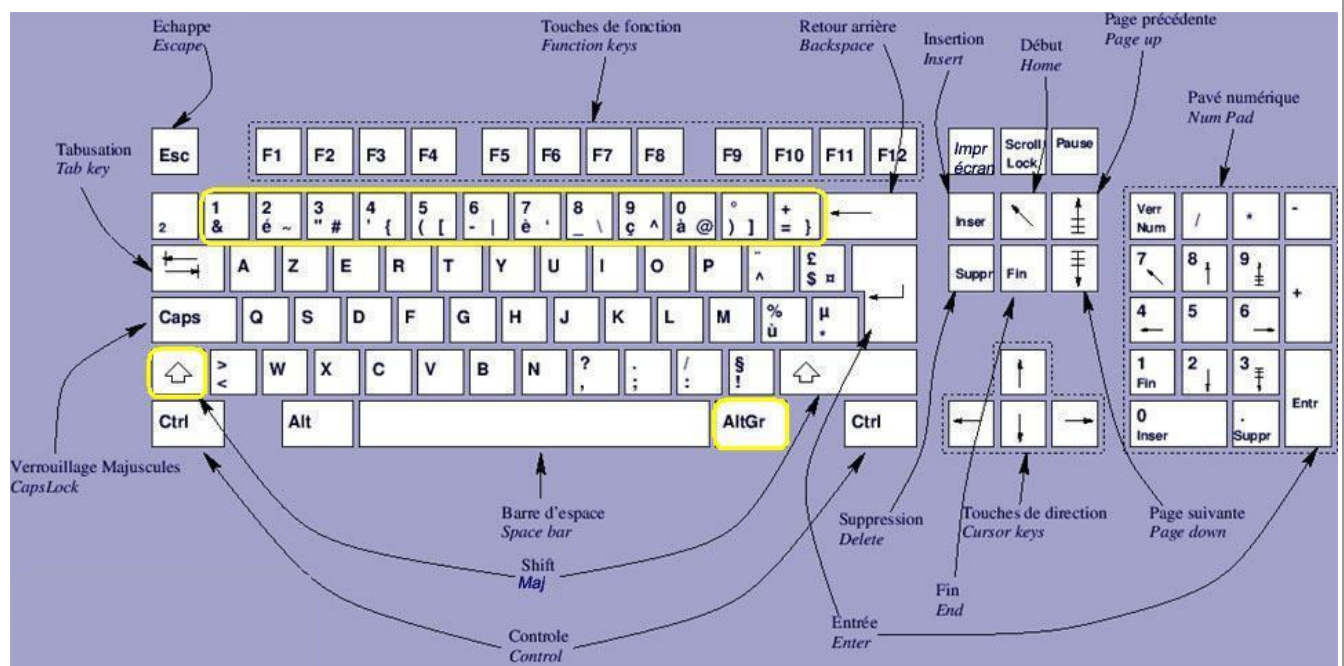 Echappe
Escape
Touches de fonction
Function keys
Retour arrière
Backspace
Insertion
Insert
Début
Home
Page précédente
Page up
Pavé numérique
Num Pad
Tabusation
Tab key
Esc F1 F2 F3 F4 F5 F6 F7 F8 F9 F10 F11 F12 Impr écran Scroll Lock Pause
2 1 & 2 é ~ 3 " # 4 ' { 5 ( [ 6 - | 7 è ` 8 _ \ 9 ç ^ 0 à @ ° ) ] + = } Inser Verr Num / * -
A Z E R T Y U I O P ¨ ^ £ $ ¤ Suppr Fin 7 8 9 +
Caps Q S D F G H J K L M % ù µ * 4 5 6
> < W X C V B N ? , . ; / : § ! 1 Fin 2 3 Entr
Ctrl Alt AltGr Ctrl 0 Inser . Suppr
Verrouillage Majuscules
CapsLock
Barre d'espace
Space bar
Suppression
Delete
Touches de direction
Cursor keys
Page suivante
Page down
Shift
Maj
Fin
End
Controle
Control
Entrée
Enter